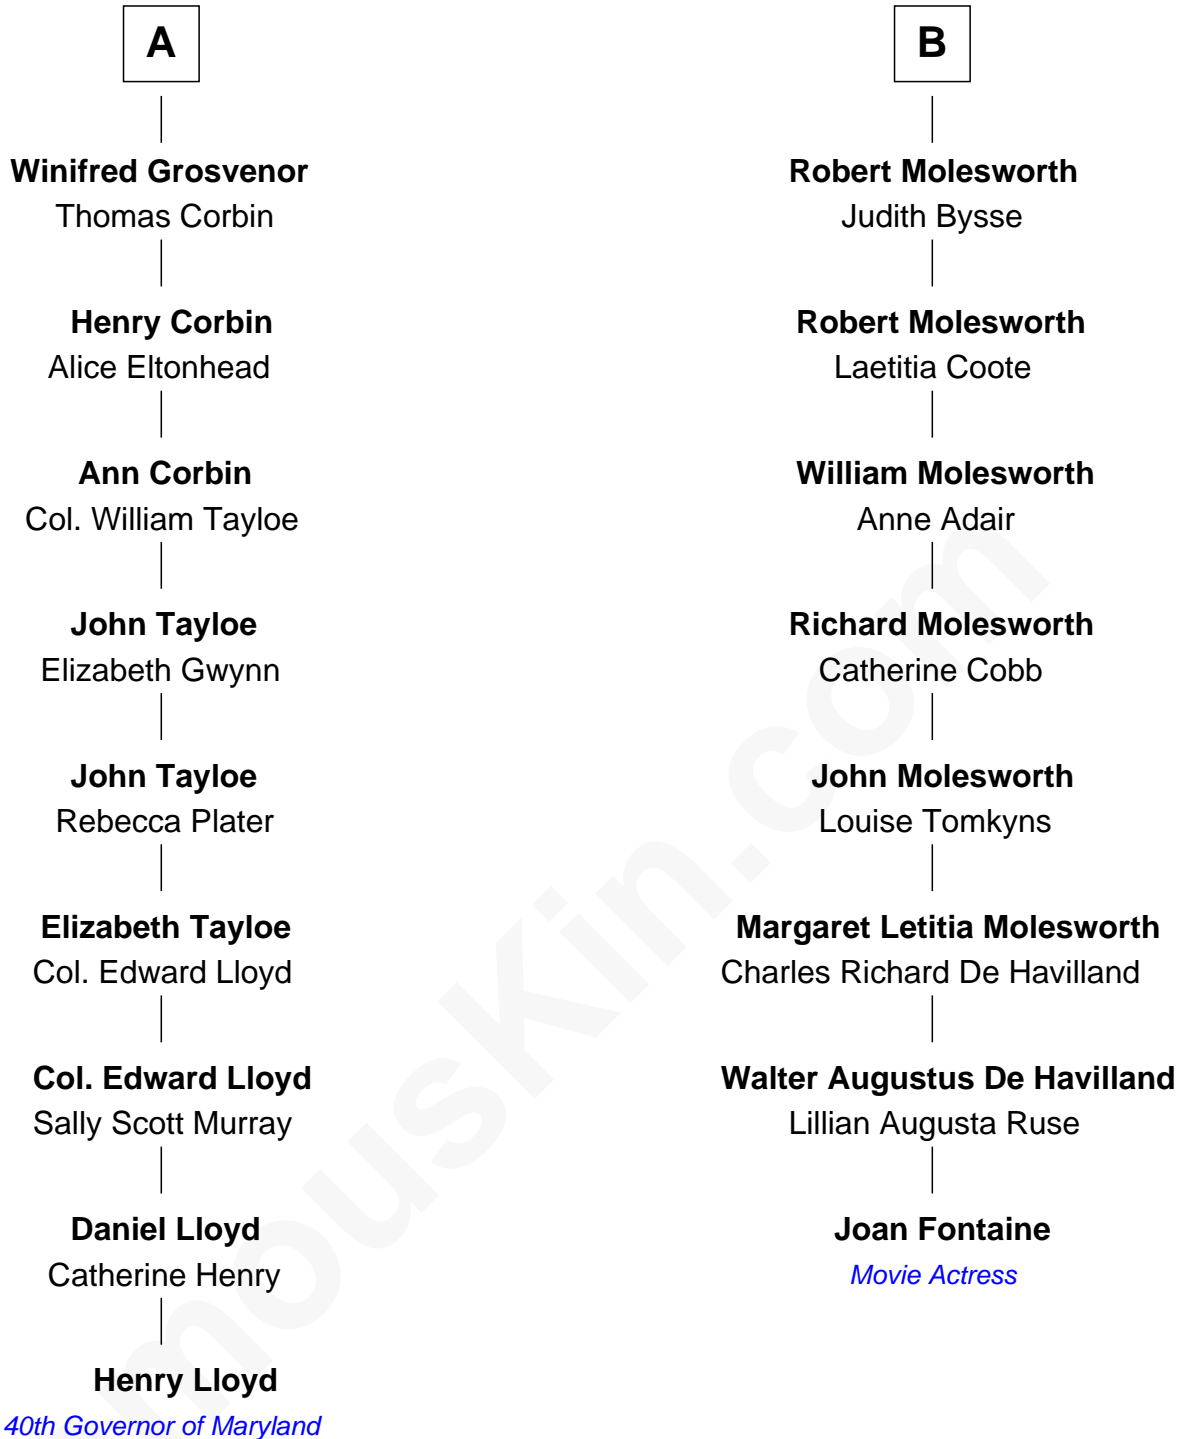 A
Winifred Grosvenor
Thomas Corbin
Henry Corbin
Alice Eltonhead
Ann Corbin
Col. William Tayloe
John Tayloe
Elizabeth Gwynn
John Tayloe
Rebecca Plater
Elizabeth Tayloe
Col. Edward Lloyd
Col. Edward Lloyd
Sally Scott Murray
Daniel Lloyd
Catherine Henry
Henry Lloyd
40th Governor of Maryland
B
Robert Molesworth
Judith Bysse
Robert Molesworth
Laetitia Coote
William Molesworth
Anne Adair
Richard Molesworth
Catherine Cobb
John Molesworth
Louise Tomkyns
Margaret Letitia Molesworth
Charles Richard De Havilland
Walter Augustus De Havilland
Lillian Augusta Ruse
Joan Fontaine
Movie Actress
mousKin.com